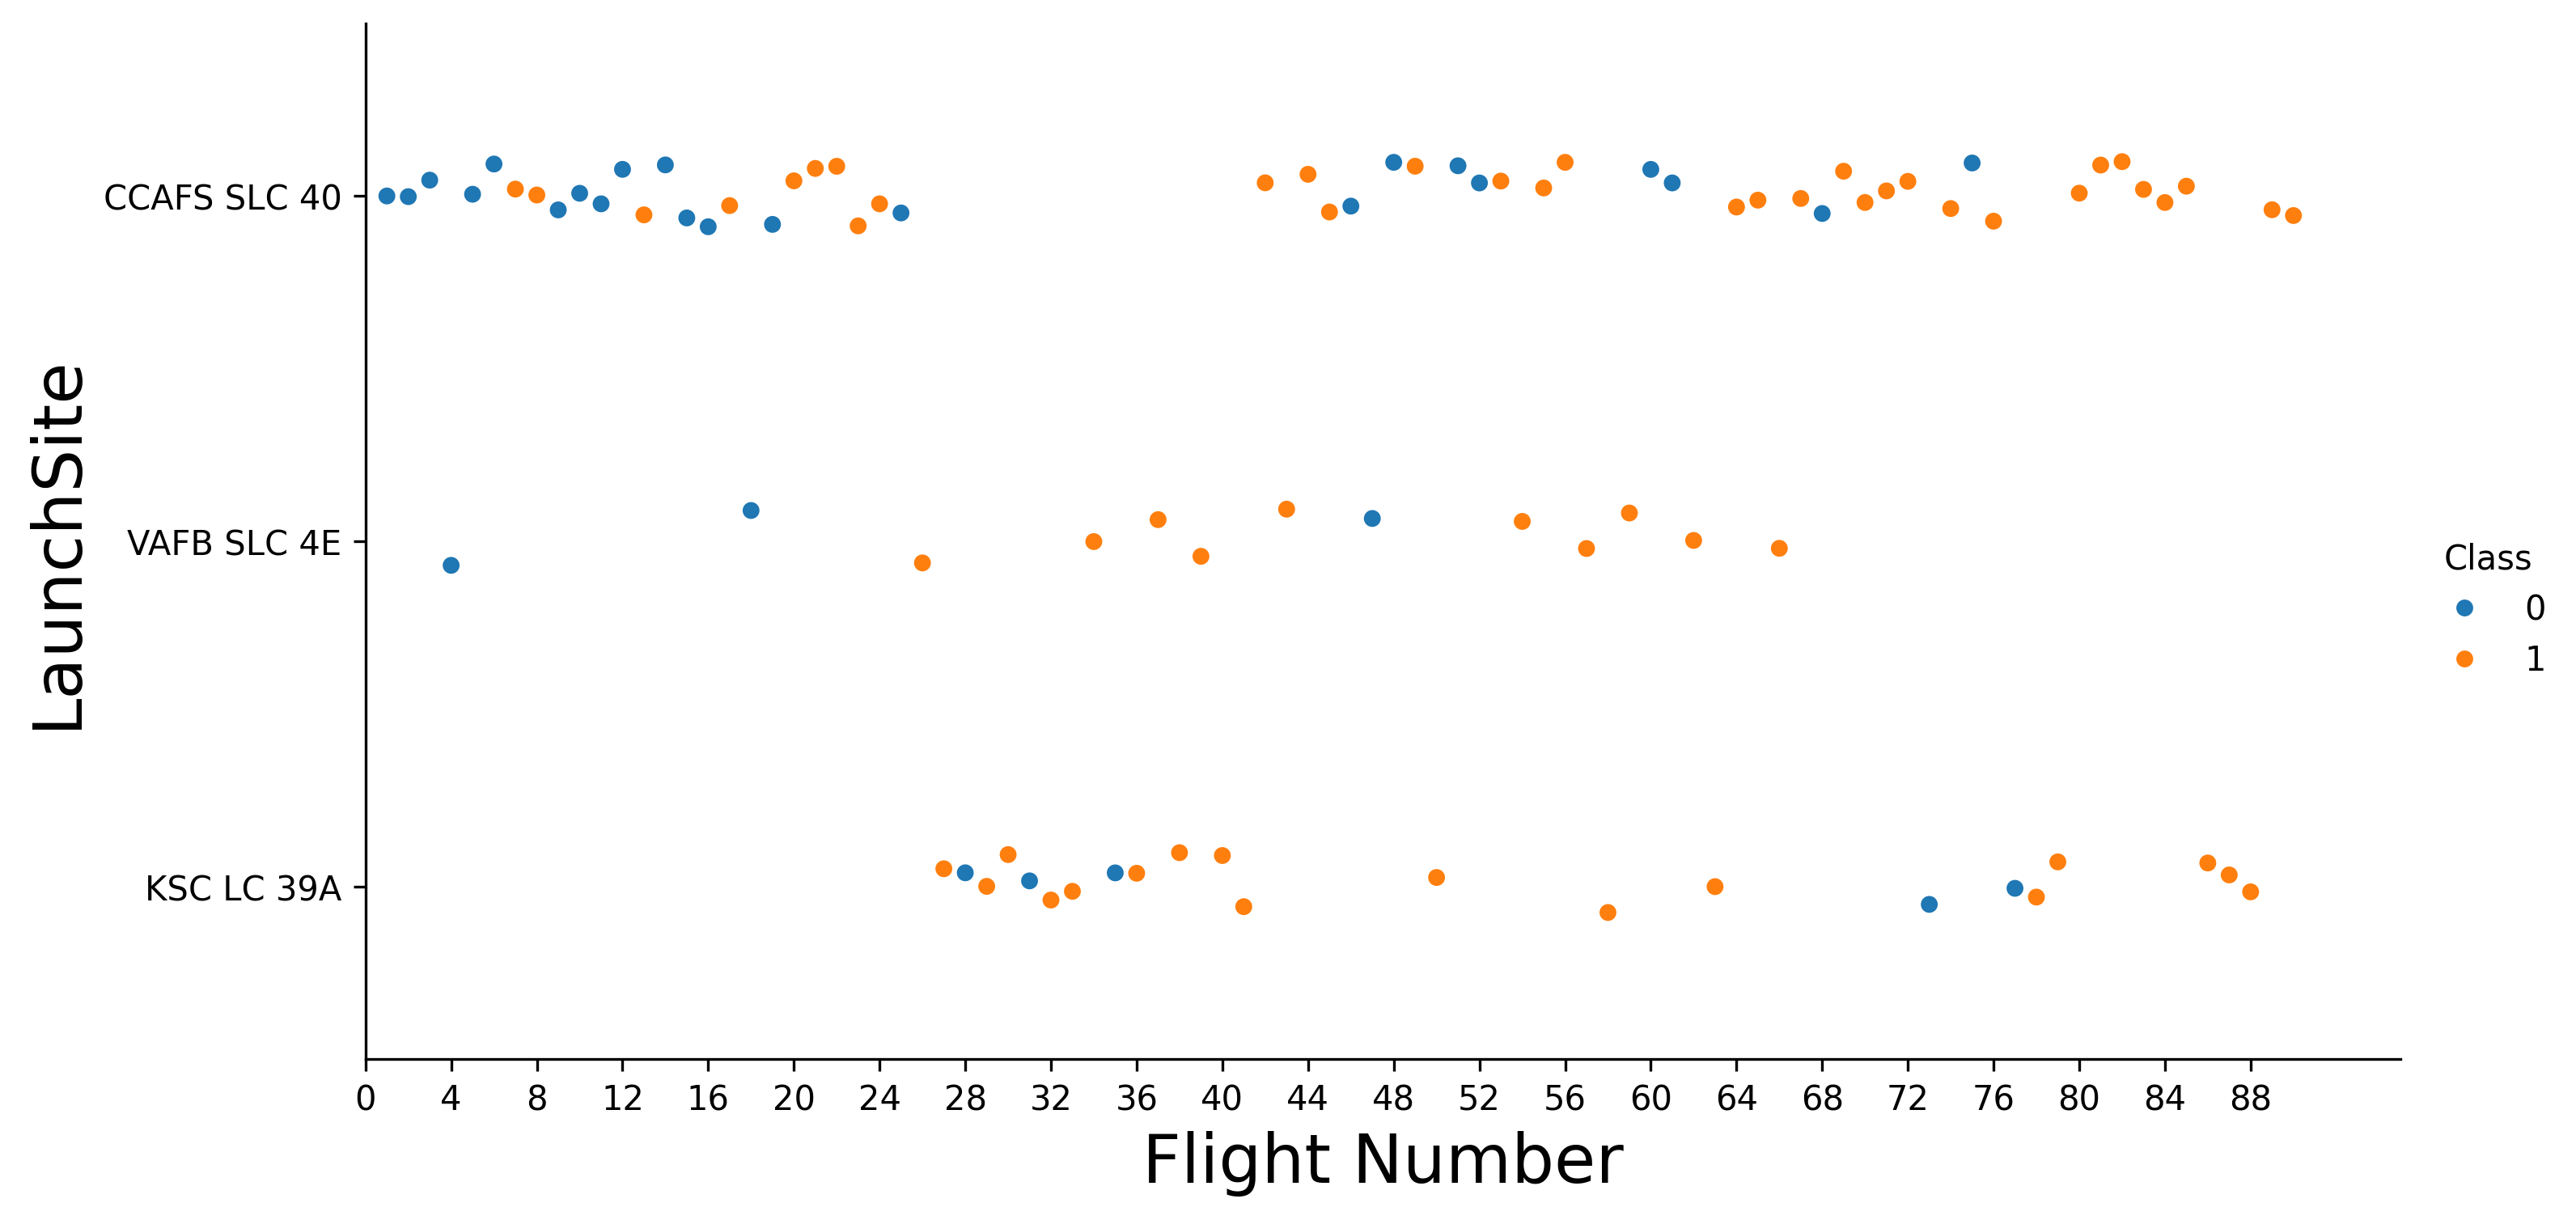 LaunchSite
CCAFS SLC 40
VAFB SLC 4E
KSC LC 39A
0 4 8 12 16 20 24 28 32 36 40 44 48 52 56 60 64 68 72 76 80 84 88
Flight Number
Class
0
1